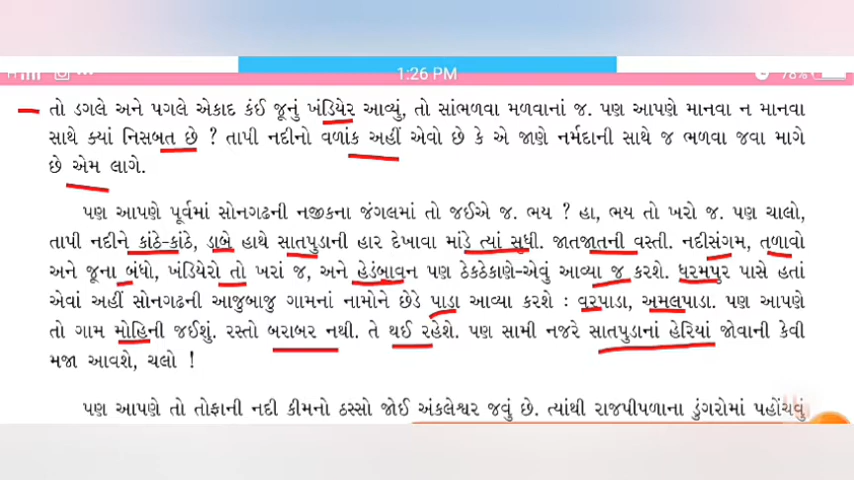 1:26 PM
78%
તો ડગલે અને પગલે એકાદ કંઈ જૂનું ખંડિયેર આવ્યું, તો સાંભળવા મળવાનાં જ. પણ આપણે માનવા ન માનવા
સાથે ક્યાં નિસબત છે ? તાપી નદીનો વળાંક અહીં એવો છે કે એ જાણે નર્મદાની સાથે જ ભળવા જવા માગે
છે એમ લાગે.
પણ આપણે પૂર્વમાં સોનગઢની નજીકના જંગલમાં તો જઈએ જ. ભય ? હા, ભય તો ખરો જ. પણ ચાલો,
તાપી નદીને કાંઠે-કાંઠે, ડાબે હાથે સાતપુડાની હાર દેખાવા માંડે ત્યાં સુધી. જાતજાતની વસ્તી. નદીસંગમ, તળાવો
અને જૂના બંધો, ખંડિયેરો તો ખરાં જ, અને હેડંબાવન પણ ઠેકઠેકાણે-એવું આવ્યા જ કરશે. ધરમપુર પાસે હતાં
એવાં અહીં સોનગઢની આજુબાજુ ગામનાં નામોને છેડે પાડા આવ્યા કરશે : વરપાડા, અમલપાડા. પણ આપણે
તો ગામ મોહિની જઈશું. રસ્તો બરાબર નથી. તે થઈ રહેશે. પણ સામી નજરે સાતપુડાનાં હેરિયાં જોવાની કેવી
મજા આવશે, ચલો !
પણ આપણે તો તોફાની નદી કીમનો ઠસ્સો જોઈ અંકલેશ્વર જવું છે. ત્યાંથી રાજપીપળાના ડુંગરોમાં પહોંચવું